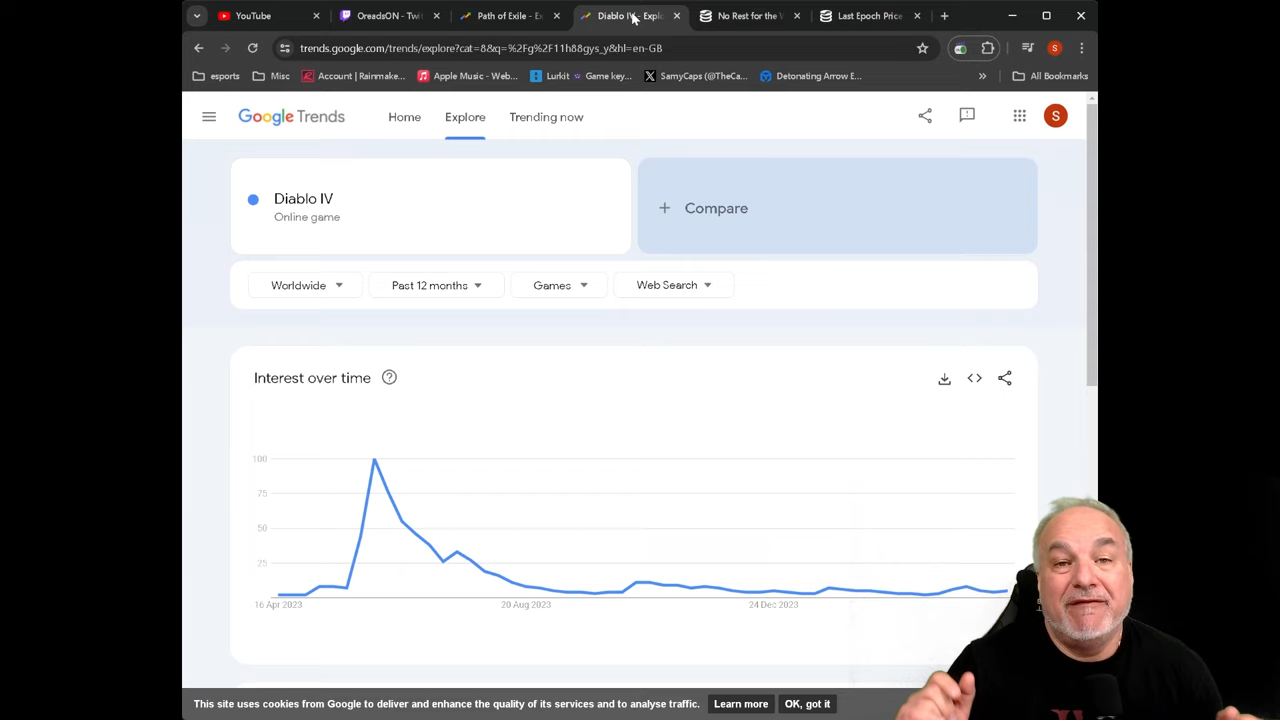 YouTube
OreadsON - Twit
Path of Exile - Ex
Diablo IV - Explo
No Rest for the W
Last Epoch Price
trends.google.com/trends/explore?cat=8&q=%2Fg%2F11h88gys_y&hl=en-GB
S
esports
Misc
Account | Rainmake...
Apple Music - Web...
Lurkit
Game key...
SamyCaps (@TheCa...
Detonating Arrow E...
All Bookmarks
Google Trends
Home
Explore
Trending now
S
Diablo IV
Online game
+ Compare
Worldwide
Past 12 months
Games
Web Search
Interest over time
100
75
50
25
16 Apr 2023
20 Aug 2023
24 Dec 2023
This site uses cookies from Google to deliver and enhance the quality of its services and to analyse traffic.
Learn more
OK, got it